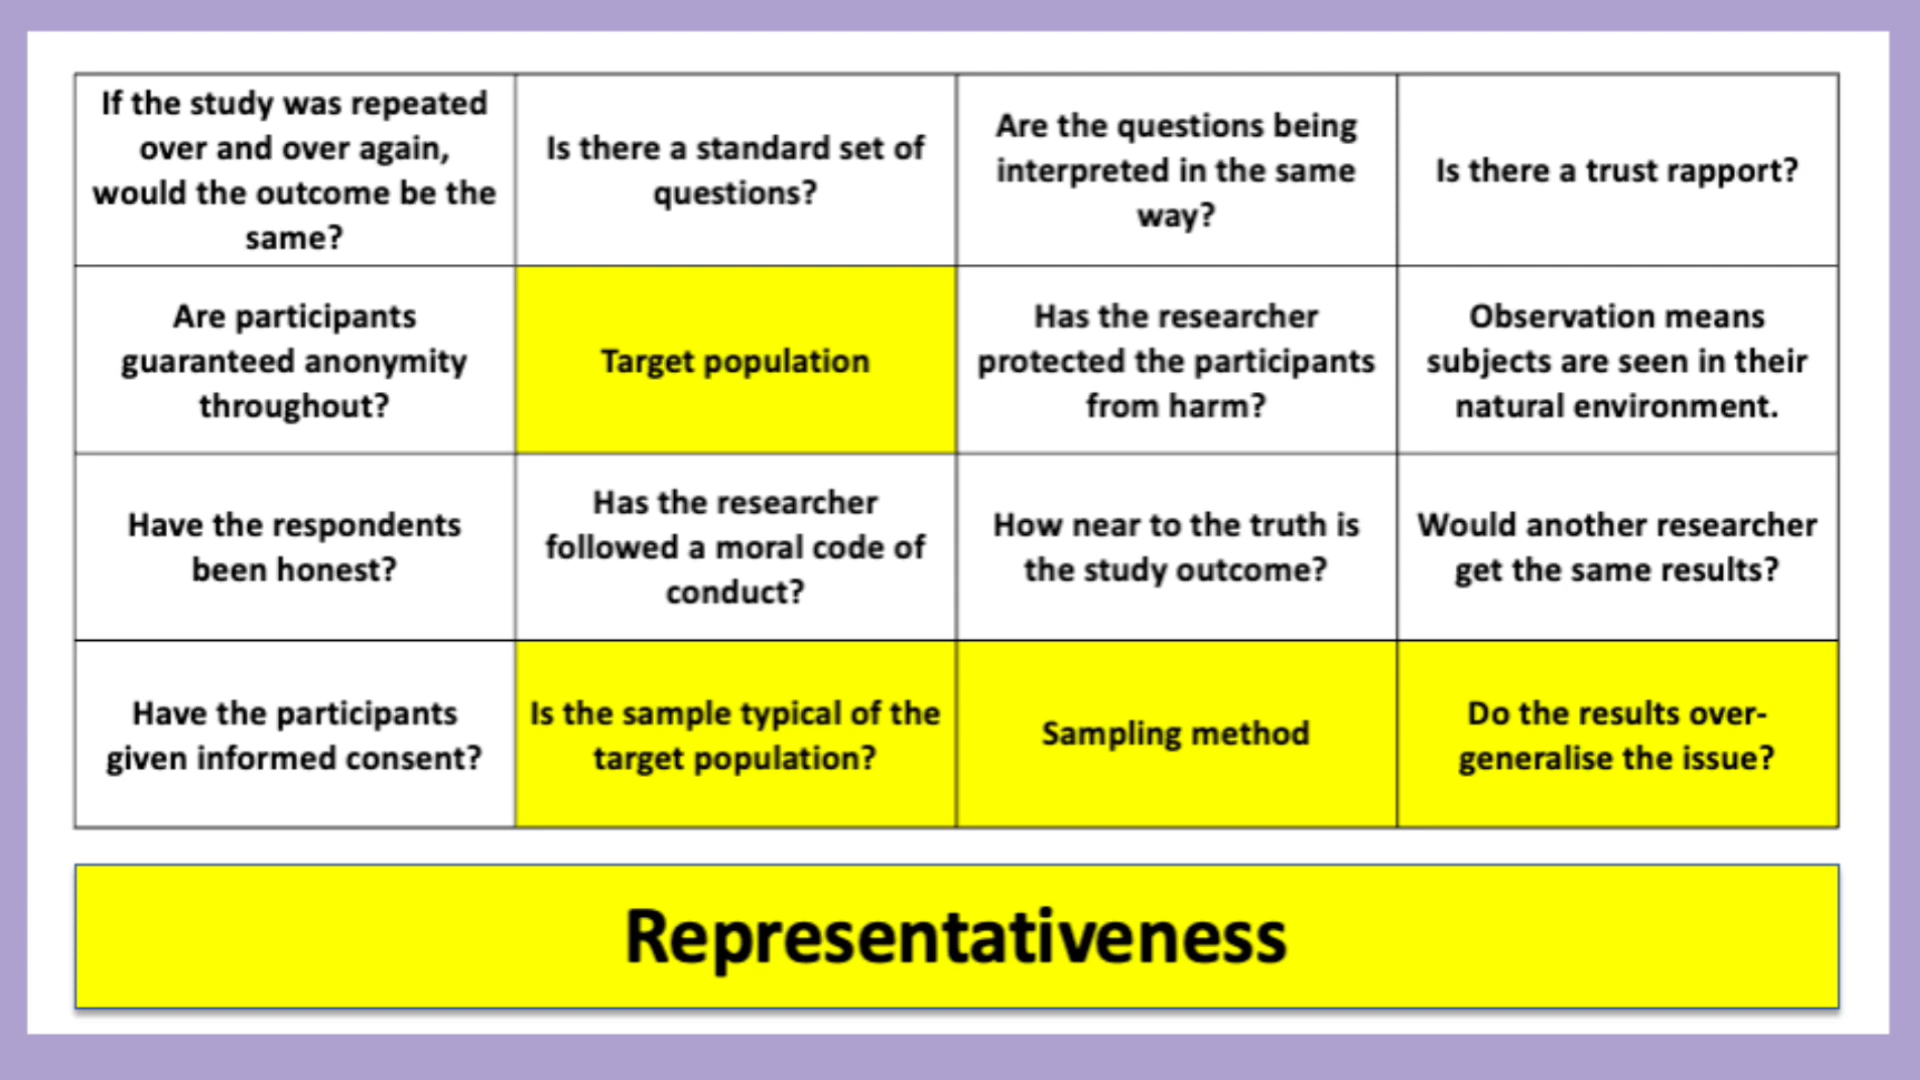 If the study was repeated
over and over again,
would the outcome be the
same?
Is there a standard set of
questions?
Are the questions being
interpreted in the same
way?
Is there a trust rapport?
Are participants
guaranteed anonymity
throughout?
Target population
Has the researcher
protected the participants
from harm?
Observation means
subjects are seen in their
natural environment.
Have the respondents
been honest?
Has the researcher
followed a moral code of
conduct?
How near to the truth is
the study outcome?
Would another researcher
get the same results?
Have the participants
given informed consent?
Is the sample typical of the
target population?
Sampling method
Do the results over-
generalise the issue?
Representativeness